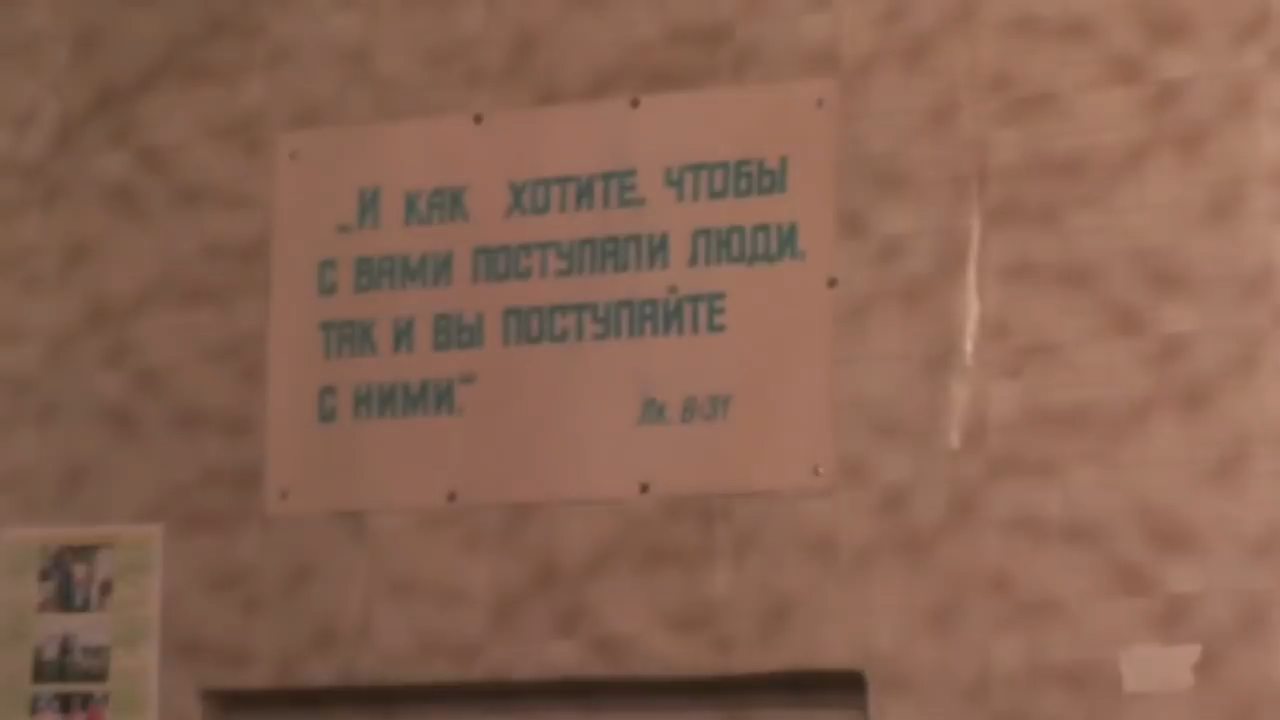 „И КАК ХОТИТЕ, ЧТОБЫ
С ВАМИ ПОСТУПАЛИ ЛЮДИ,
ТАК И ВЫ ПОСТУПАЙТЕ
С НИМИ.”
Лк. 6-31